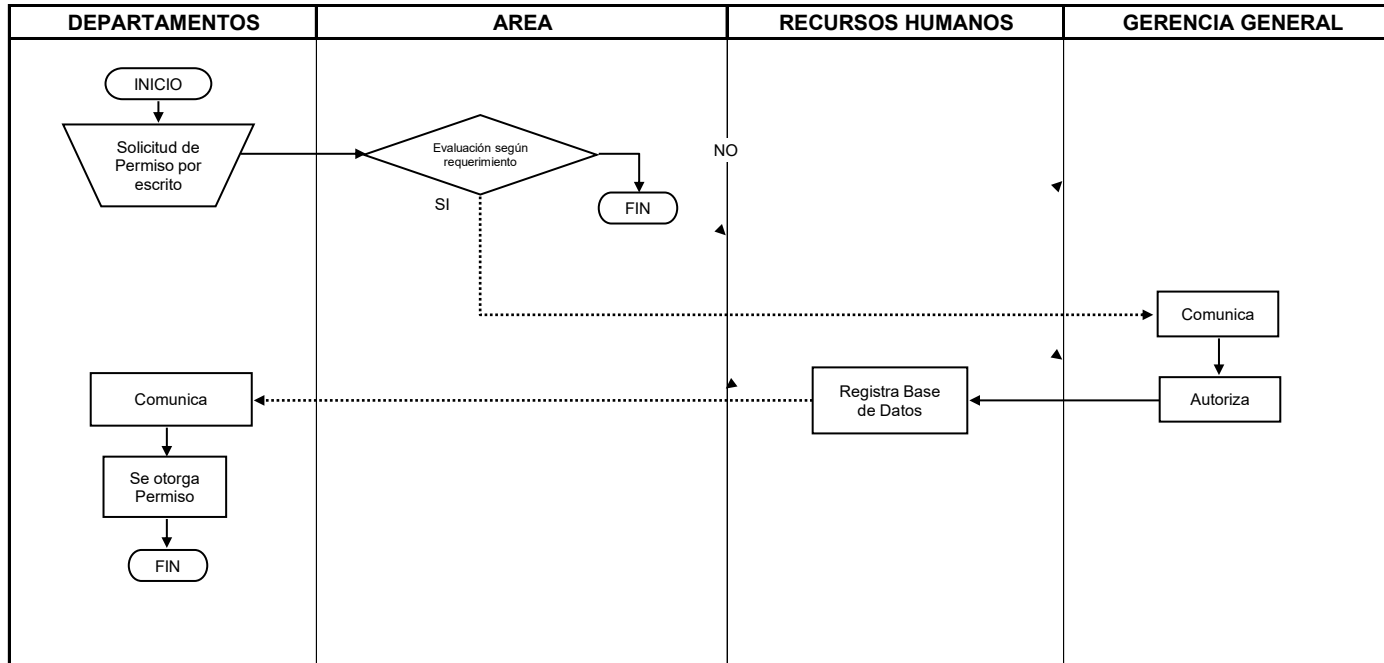 DEPARTAMENTOS
AREA
RECURSOS HUMANOS
GERENCIA GENERAL
INICIO
Solicitud de
Permiso por
escrito
Evaluación según
requerimiento
NO
SI
FIN
Comunica
Autoriza
Registra Base
de Datos
Comunica
Se otorga
Permiso
FIN